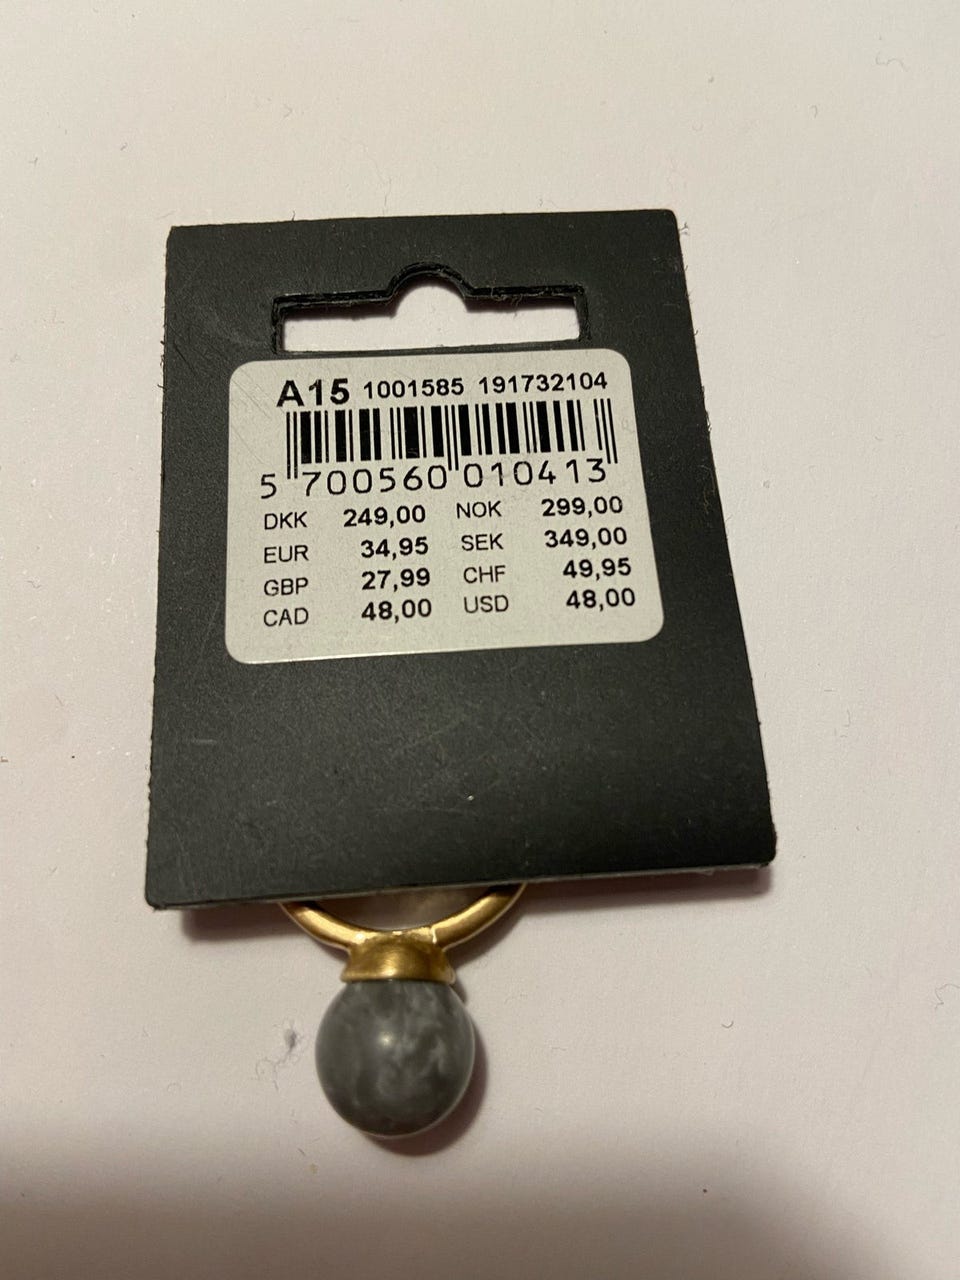 A15 1001585 191732104
5 700560 010413
DKK 249,00 NOK 299,00
EUR 34,95 SEK 349,00
GBP 27,99 CHF 49,95
CAD 48,00 USD 48,00